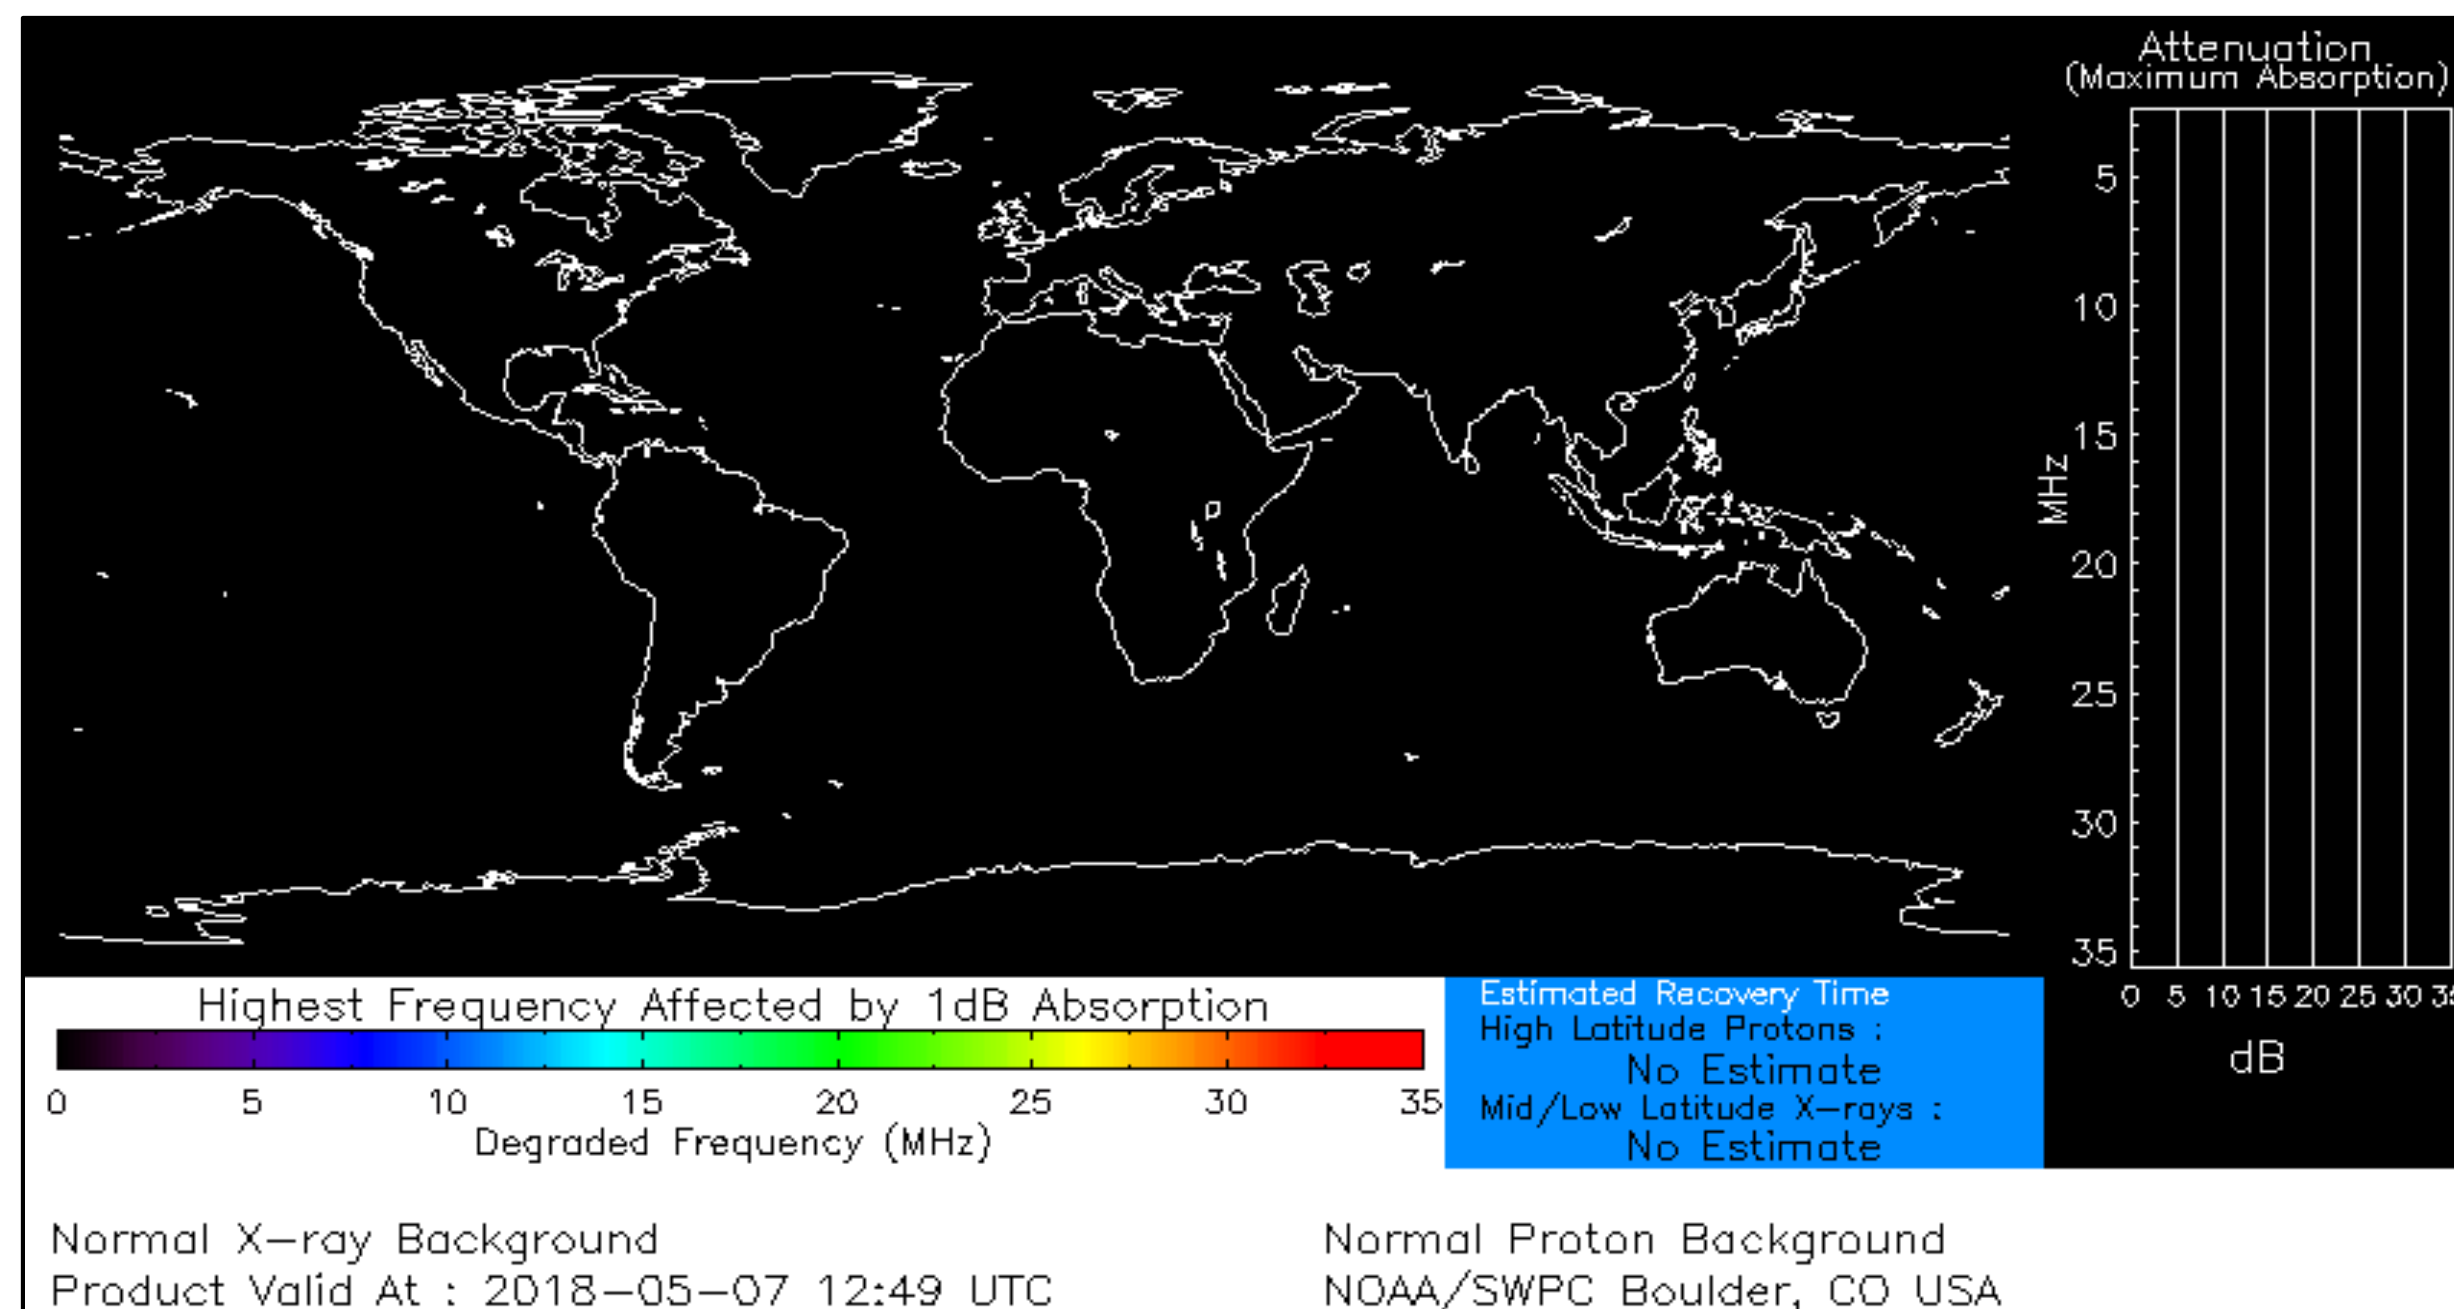 Attenuation
(Maximum Absorption)
5
10
15
20
25
30
35
MHz
0 5 10 15 20 25 30
dB
Highest Frequency Affected by 1dB Absorption
0 5 10 15 20 25 30 35
Degraded Frequency (MHz)
Estimated Recovery Time
High Latitude Protons :
No Estimate
Mid/Low Latitude X-rays :
No Estimate
Normal X-ray Background
Product Valid At : 2018-05-07 12:49 UTC
Normal Proton Background
NOAA/SWPC Boulder, CO USA